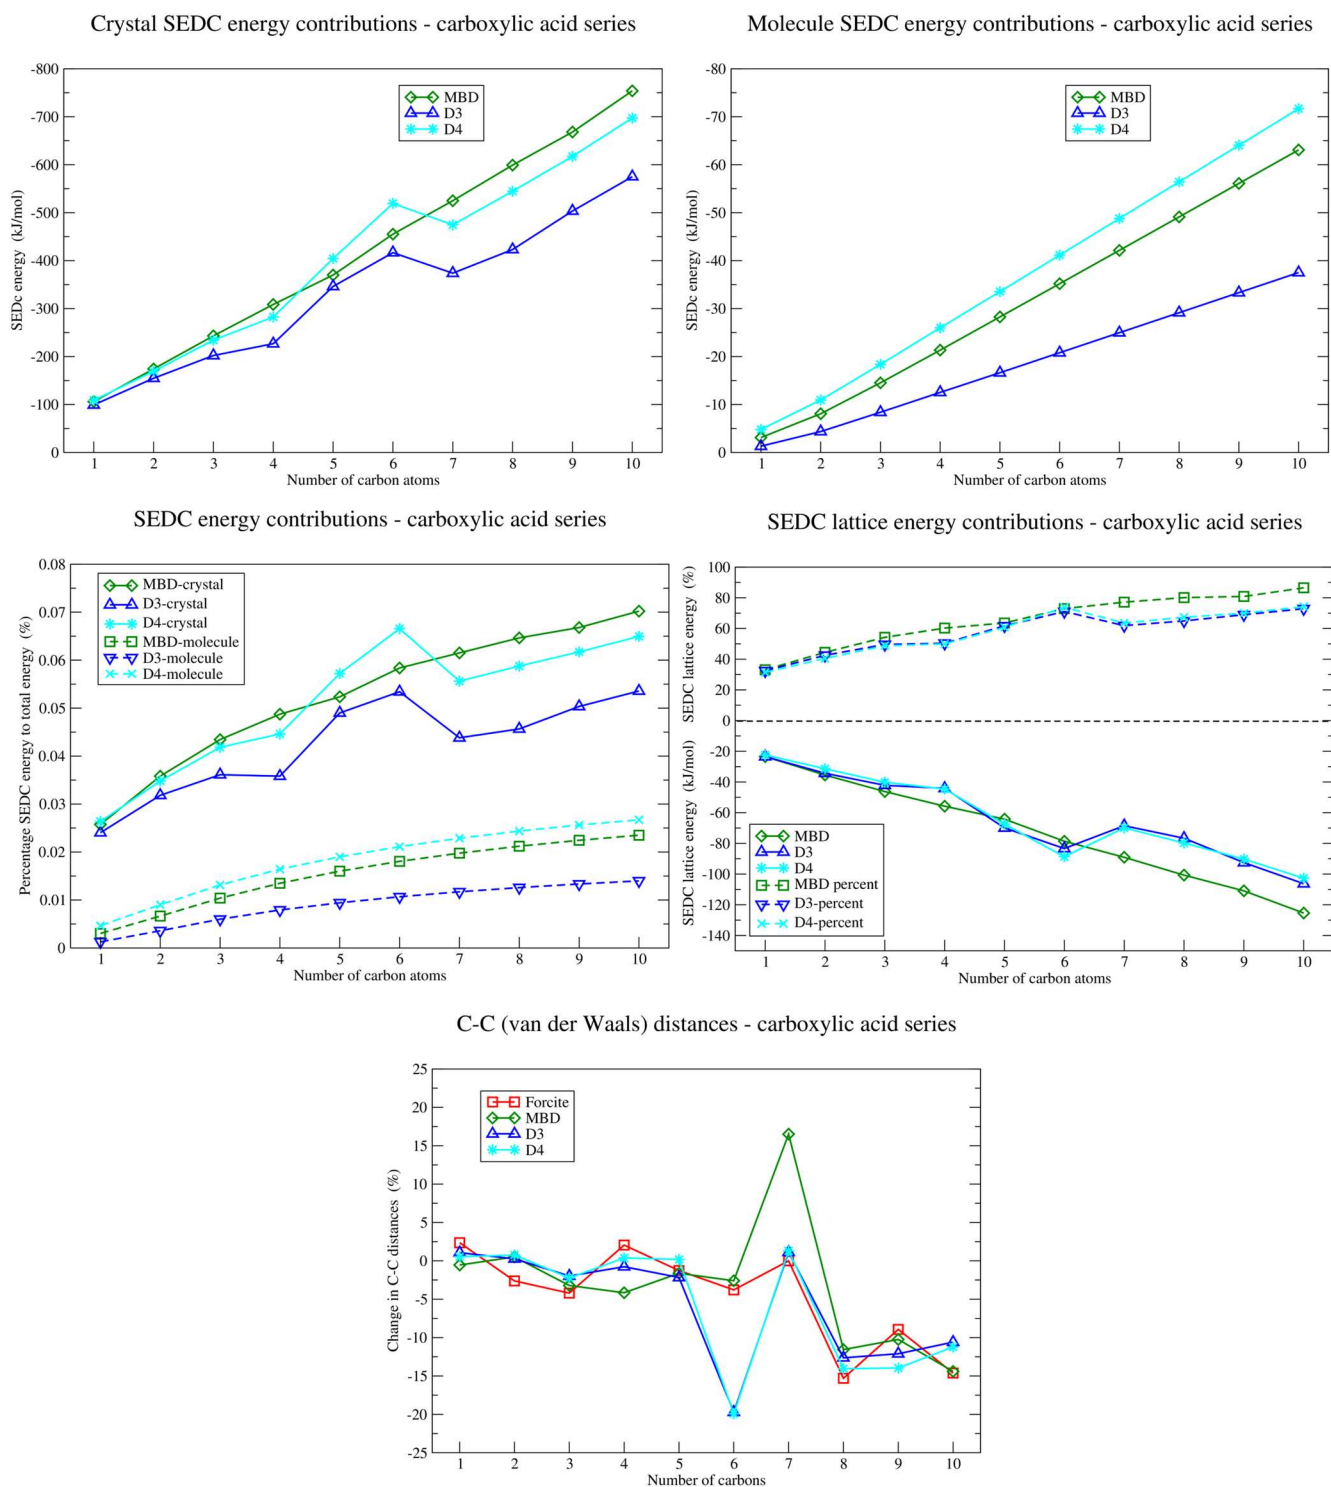 Crystal SEDC energy contributions - carboxylic acid series
-800
-700
-600
-500
-400
-300
-200
-100
0
SEDc energy (kJ/mol)
MBD
D3
D4
1 2 3 4 5 6 7 8 9 10
Number of carbon atoms
Molecule SEDC energy contributions - carboxylic acid series
-80
-70
-60
-50
-40
-30
-20
-10
0
SEDc energy (kJ/mol)
MBD
D3
D4
1 2 3 4 5 6 7 8 9 10
Number of carbon atoms
SEDC energy contributions - carboxylic acid series
0.08
0.07
0.06
0.05
0.04
0.03
0.02
0.01
0
Percentage SEDC energy to total energy (%)
MBD-crystal
D3-crystal
D4-crystal
MBD-molecule
D3-molecule
D4-molecule
1 2 3 4 5 6 7 8 9 10
Number of carbon atoms
SEDC lattice energy contributions - carboxylic acid series
100
80
60
40
20
0
-20
-40
-60
-80
-100
-120
-140
SEDC lattice energy (%)
SEDC lattice energy (kJ/mol)
MBD
D3
D4
MBD percent
D3-percent
D4-percent
1 2 3 4 5 6 7 8 9 10
Number of carbon atoms
C-C (van der Waals) distances - carboxylic acid series
25
20
15
10
5
0
-5
-10
-15
-20
-25
Change in C-C distances (%)
Forcite
MBD
D3
D4
1 2 3 4 5 6 7 8 9 10
Number of carbons